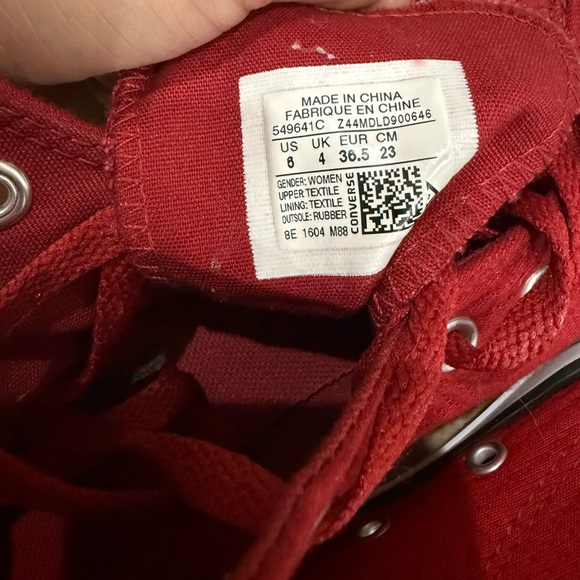 MADE IN CHINA
FABRIQUE EN CHINE
549641C Z44MDLD900646
US UK EUR CM
6 4 36.5 23
GENDER: WOMEN
UPPER TEXTILE
LINING: TEXTILE
OUTSOLE: RUBBER
8E 1604 M88
CONVERSE